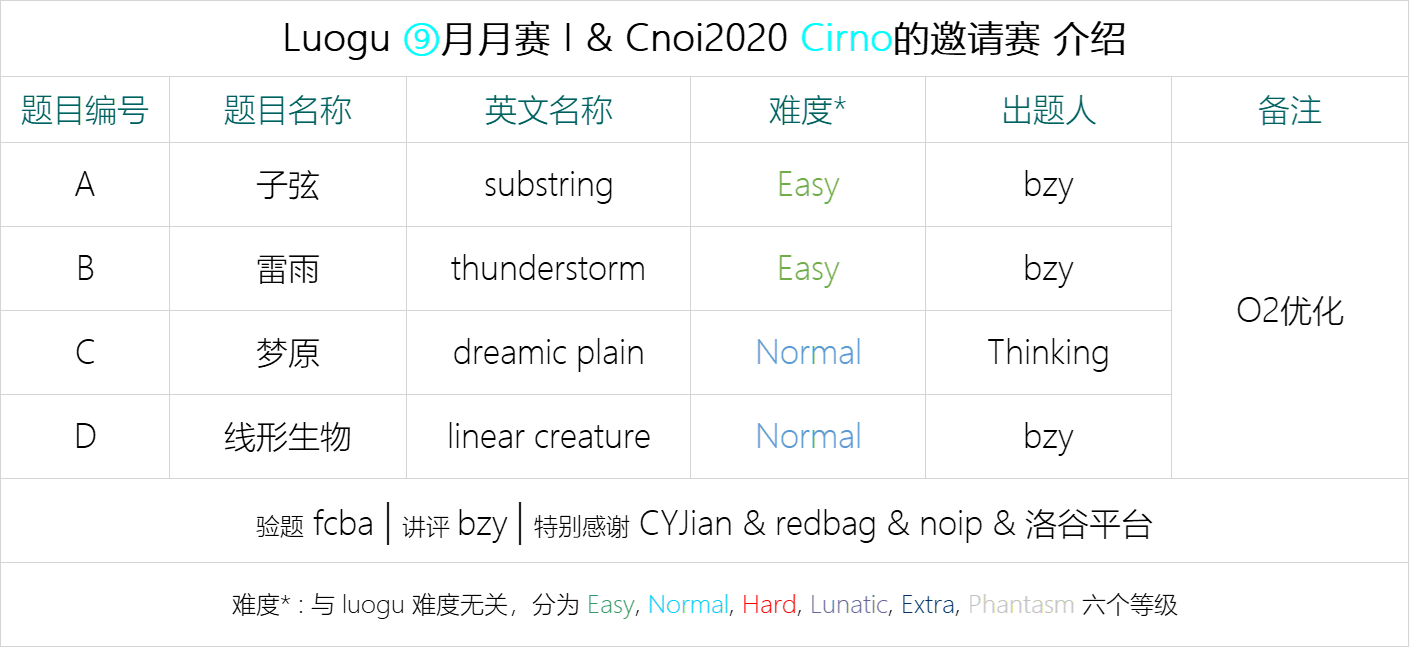 Luogu ⑨月月赛 I & Cnoi2020 Cirno的邀请赛 介绍
题目编号 题目名称 英文名称 难度* 出题人 备注
A 子弦 substring Easy bzy
B 雷雨 thunderstorm Easy bzy
O2优化
C 梦原 dreamic plain Normal Thinking
D 线形生物 linear creature Normal bzy
验题 fcba | 讲评 bzy | 特别感谢 CYJian & redbag & noip & 洛谷平台
难度* : 与 luogu 难度无关，分为 Easy, Normal, Hard, Lunatic, Extra, Phantasm 六个等级